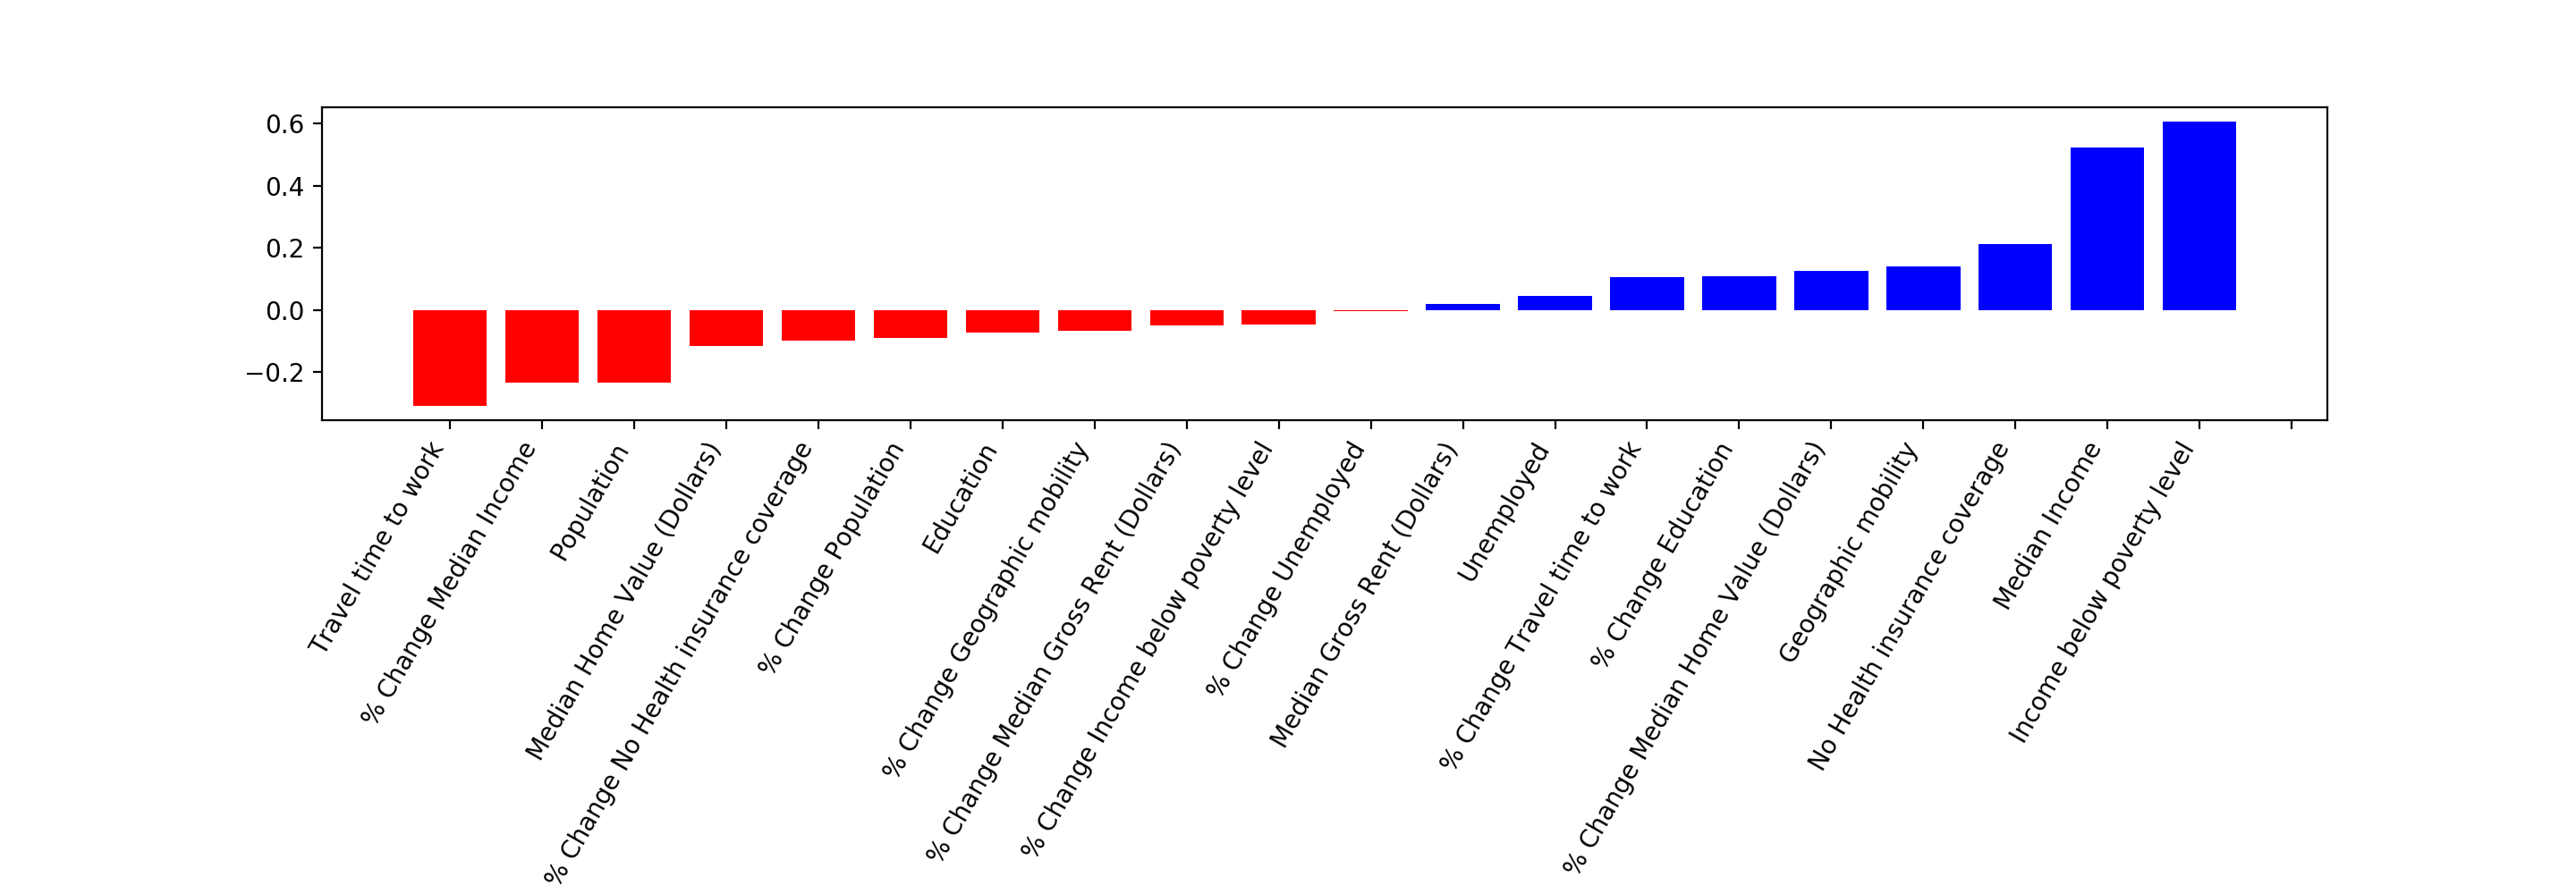 0.6
0.4
0.2
0.0
−0.2
Travel time to work
% Change Median Income
Population
Median Home Value (Dollars)
% Change No Health insurance coverage
% Change Population
Education
% Change Geographic mobility
% Change Median Gross Rent (Dollars)
% Change Income below poverty level
% Change Unemployed
Median Gross Rent (Dollars)
Unemployed
% Change Travel time to work
% Change Education
% Change Median Home Value (Dollars)
Geographic mobility
No Health insurance coverage
Median Income
Income below poverty level